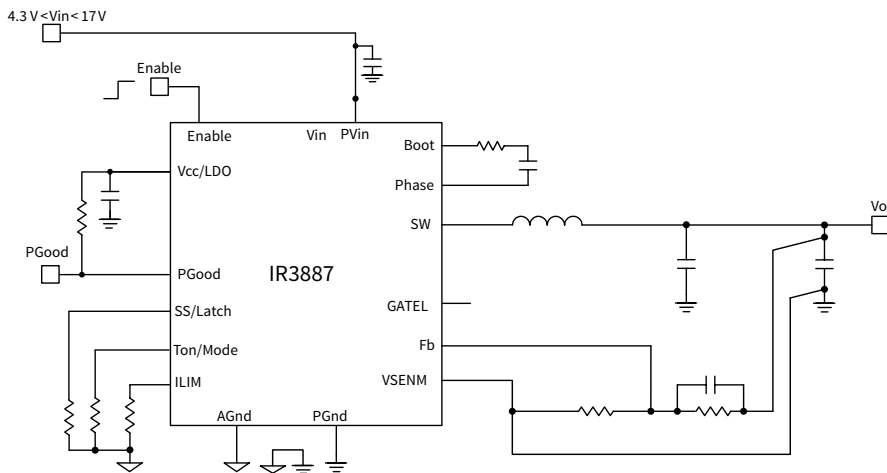 4.3 V <Vin< 17 V
Enable
Enable
Vin
PVin
Boot
Vcc/LDO
Phase
Vo
SW
PGood
PGood
IR3887
GATEL
SS/Latch
Fb
Ton/Mode
VSENM
ILIM
AGnd
PGnd